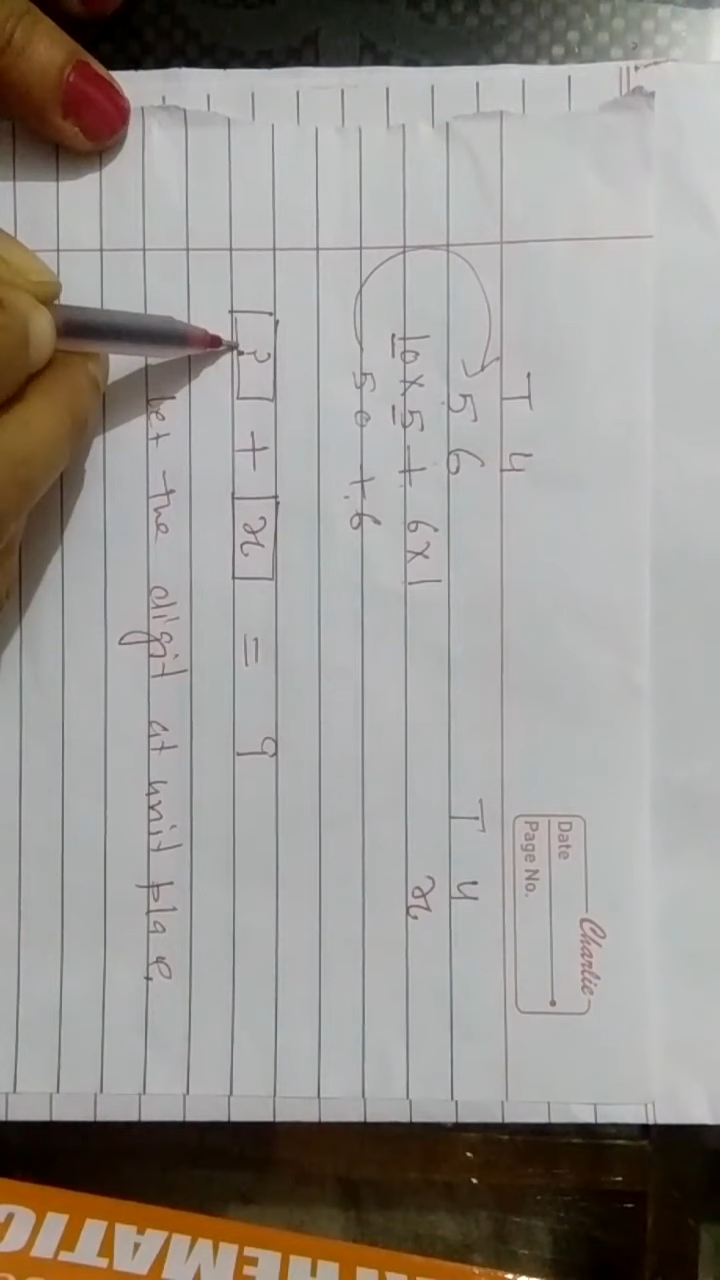 Charlie
Date
Page No.
T U
T U
5 6
x
10 x 5 + 6 x 1
50 + 6
? + x = 9
Let the digit at unit place
THEMATIC